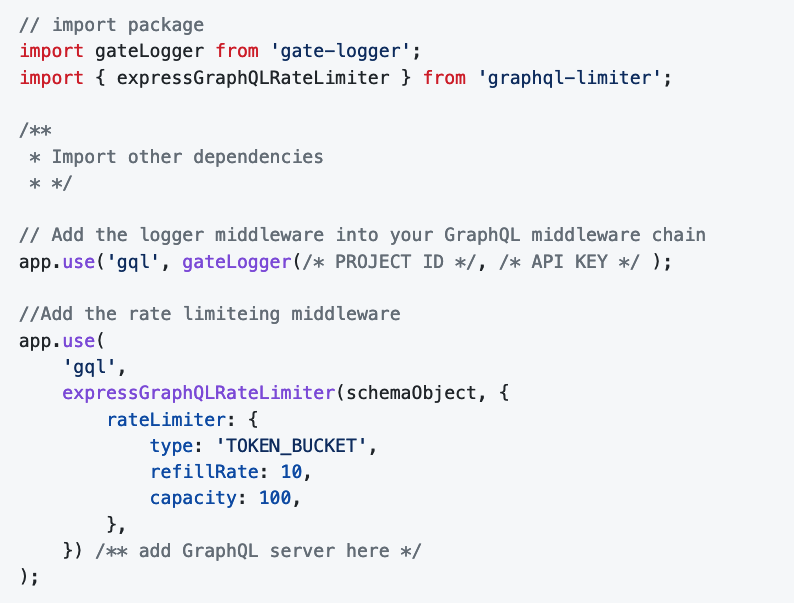 // import package
import gateLogger from 'gate-logger';
import { expressGraphQLRateLimiter } from 'graphql-limiter';

/**
 * Import other dependencies
 * */

// Add the logger middleware into your GraphQL middleware chain
app.use('gql', gateLogger(/* PROJECT ID */, /* API KEY */ );

//Add the rate limiteing middleware
app.use(
    'gql',
    expressGraphQLRateLimiter(schemaObject, {
        rateLimiter: {
            type: 'TOKEN_BUCKET',
            refillRate: 10,
            capacity: 100,
        },
    }) /** add GraphQL server here */
);